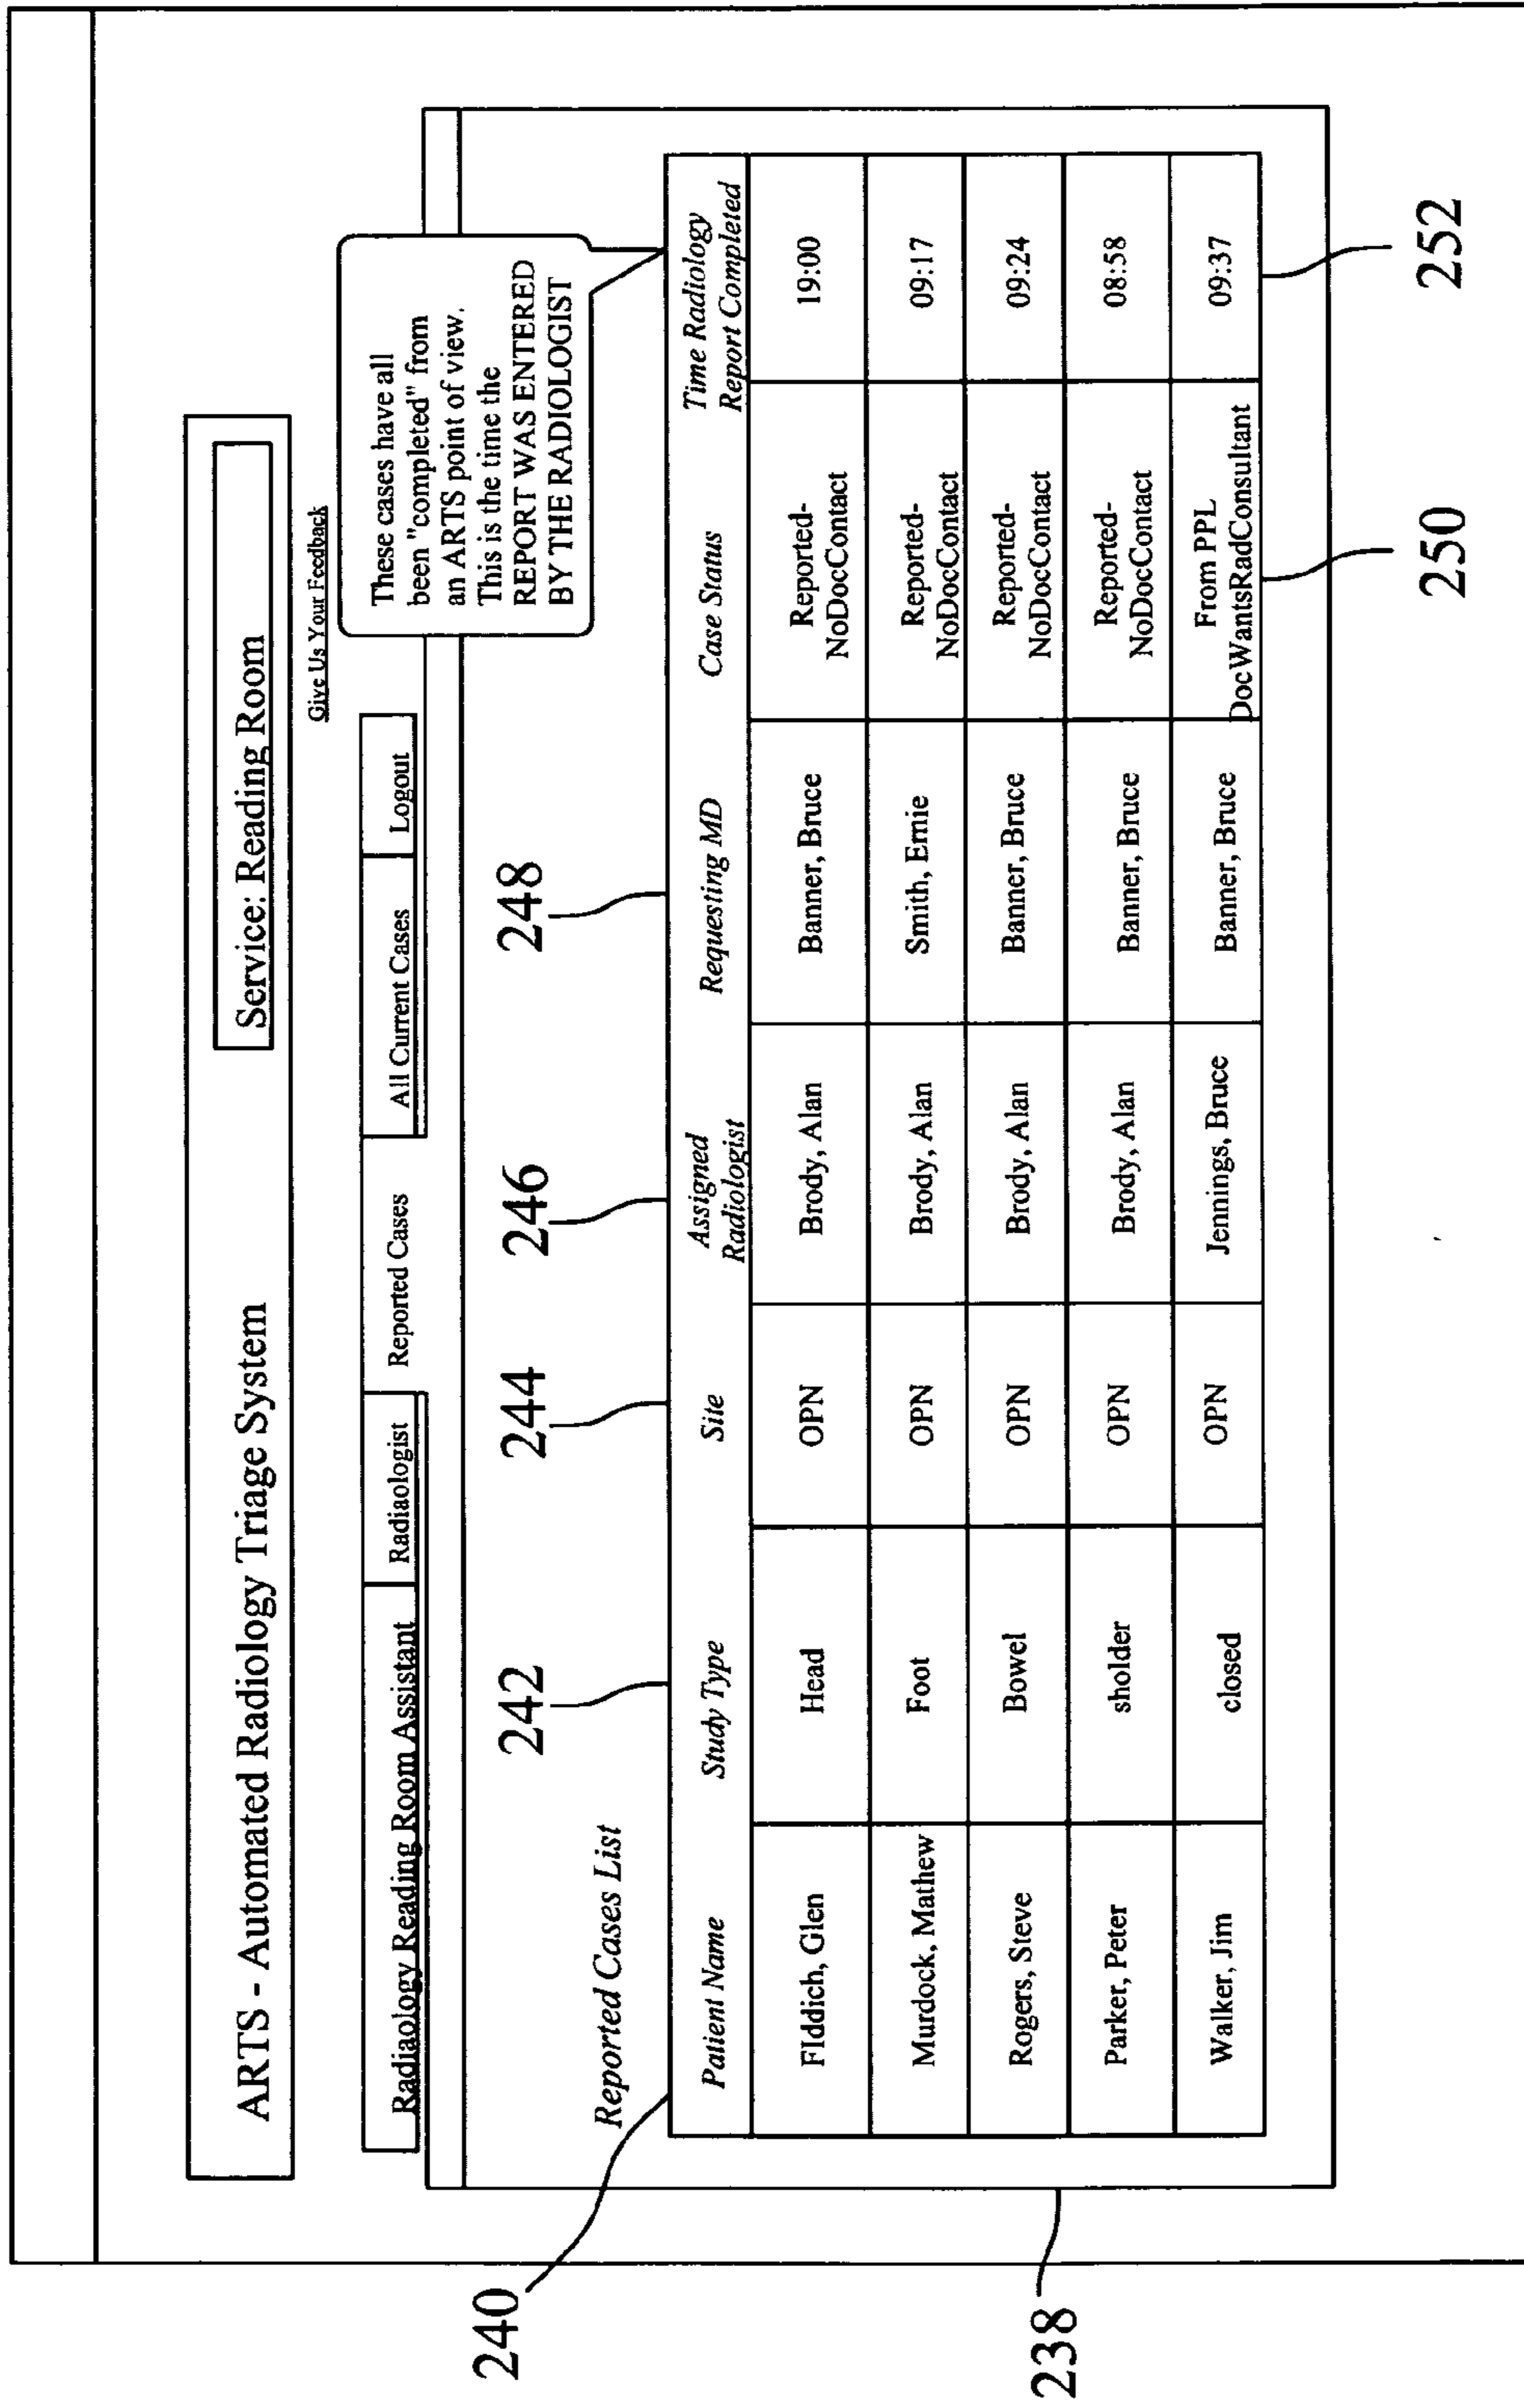 ARTS - Automated Radiology Triage System
Service: Reading Room
Give Us Your Feedback
Radiaology Reading Room Assistant
Radiaologist
Reported Cases
All Current Cases
Logout
These cases have all
been "completed" from
an ARTS point of view.
This is the time the
REPORT WAS ENTERED
BY THE RADIOLOGIST
242
244
246
248
Reported Cases List
240
Patient Name
Study Type
Site
Assigned
Radiologist
Requesting MD
Case Status
Time Radiology
Report Completed
FIddich, Glen
Head
OPN
Brody, Alan
Banner, Bruce
Reported-
NoDocContact
19:00
Murdock, Mathew
Foot
OPN
Brody, Alan
Smith, Ernie
Reported-
NoDocContact
09:17
Rogers, Steve
Bowel
OPN
Brody, Alan
Banner, Bruce
Reported-
NoDocContact
09:24
Parker, Peter
sholder
OPN
Brody, Alan
Banner, Bruce
Reported-
NoDocContact
08:58
Walker, Jim
closed
OPN
Jennings, Bruce
Banner, Bruce
From PPL
DocWantsRadConsultant
09:37
238
250
252